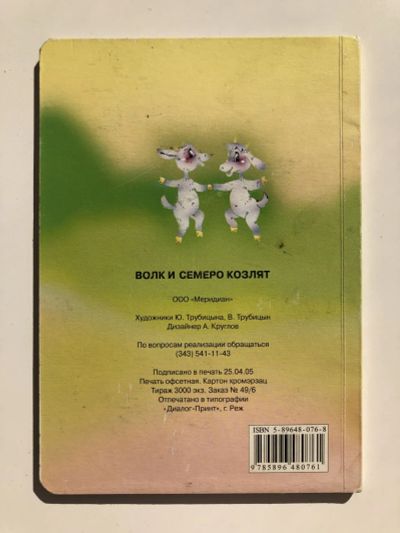 ВОЛК И СЕМЕРО КОЗЛЯТ
ООО «Меридиан»
Художники Ю. Трубицына, В. Трубицын
Дизайнер А. Круглов
По вопросам реализации обращаться
(343) 541-11-43
Подписано в печать 25.04.05
Печать офсетная. Картон кромэрзац
Тираж 3000 экз. Заказ № 49/6
Отпечатано в типографии
«Диалог-Принт», г. Реж
ISBN 5-89648-076-8
9785896480761